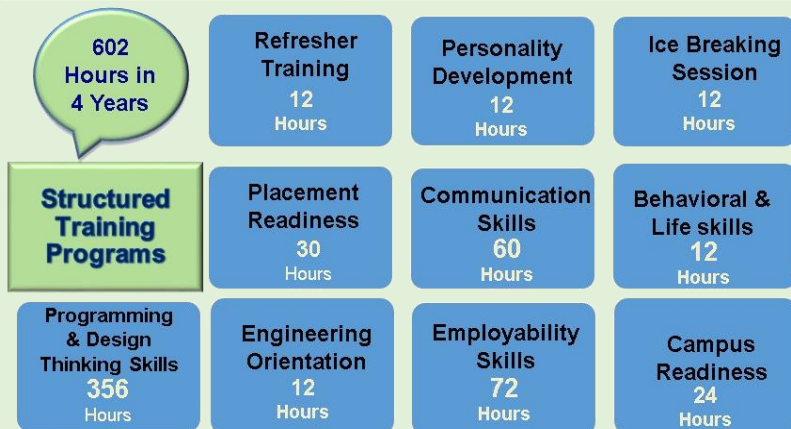 602
Hours in
4 Years
Refresher
Training
12
Hours
Personality
Development
12
Hours
Ice Breaking
Session
12
Hours
Structured
Training
Programs
Placement
Readiness
30
Hours
Communication
Skills
60
Hours
Behavioral &
Life skills
12
Hours
Programming
& Design
Thinking Skills
356
Hours
Engineering
Orientation
12
Hours
Employability
Skills
72
Hours
Campus
Readiness
24
Hours